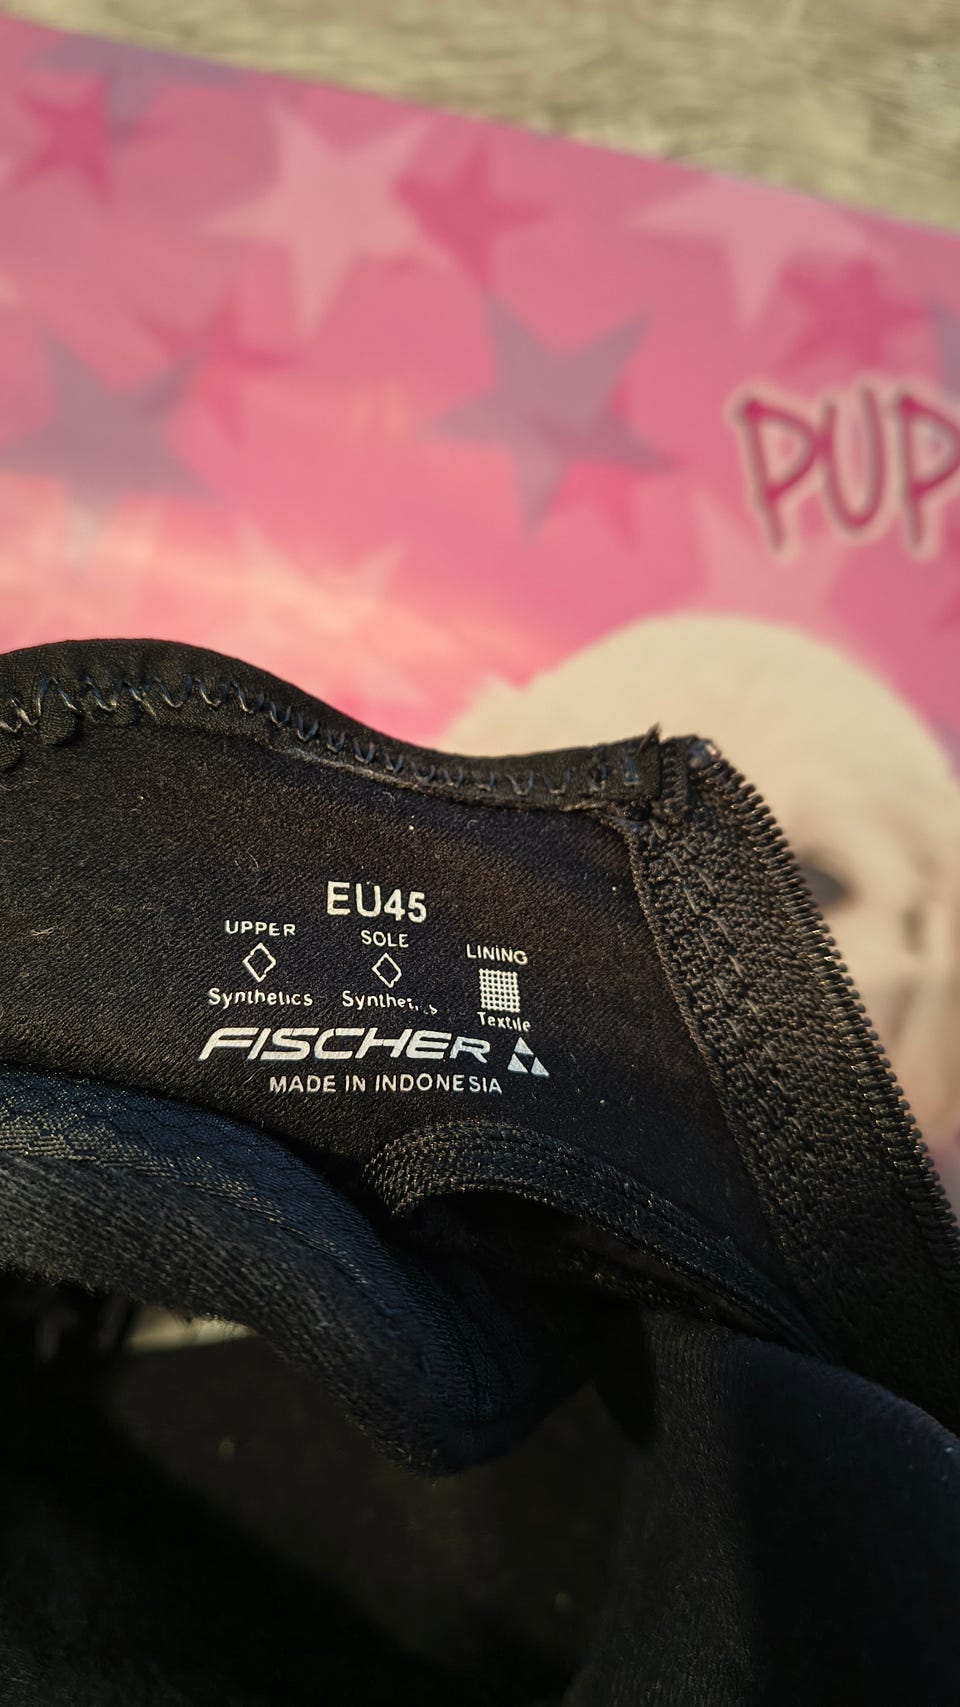 PUP
EU45
UPPER SOLE LINING
Synthetics Textile
FISCHER
MADE IN INDONESIA